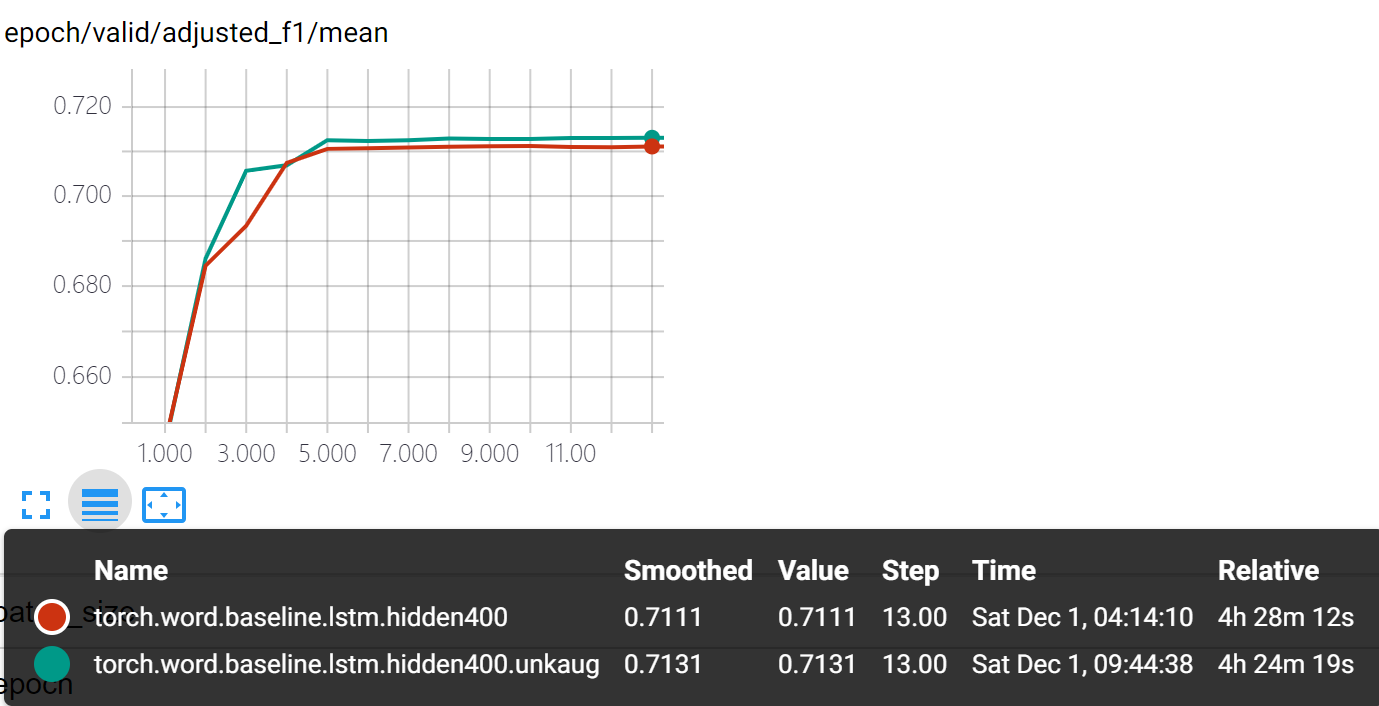 epoch/valid/adjusted_f1/mean
0.720
0.700
0.680
0.660
1.000 3.000 5.000 7.000 9.000 11.00
Name Smoothed Value Step Time Relative
torch.word.baseline.lstm.hidden400 0.7111 0.7111 13.00 Sat Dec 1, 04:14:10 4h 28m 12s
torch.word.baseline.lstm.hidden400.unkaug 0.7131 0.7131 13.00 Sat Dec 1, 09:44:38 4h 24m 19s
epoch